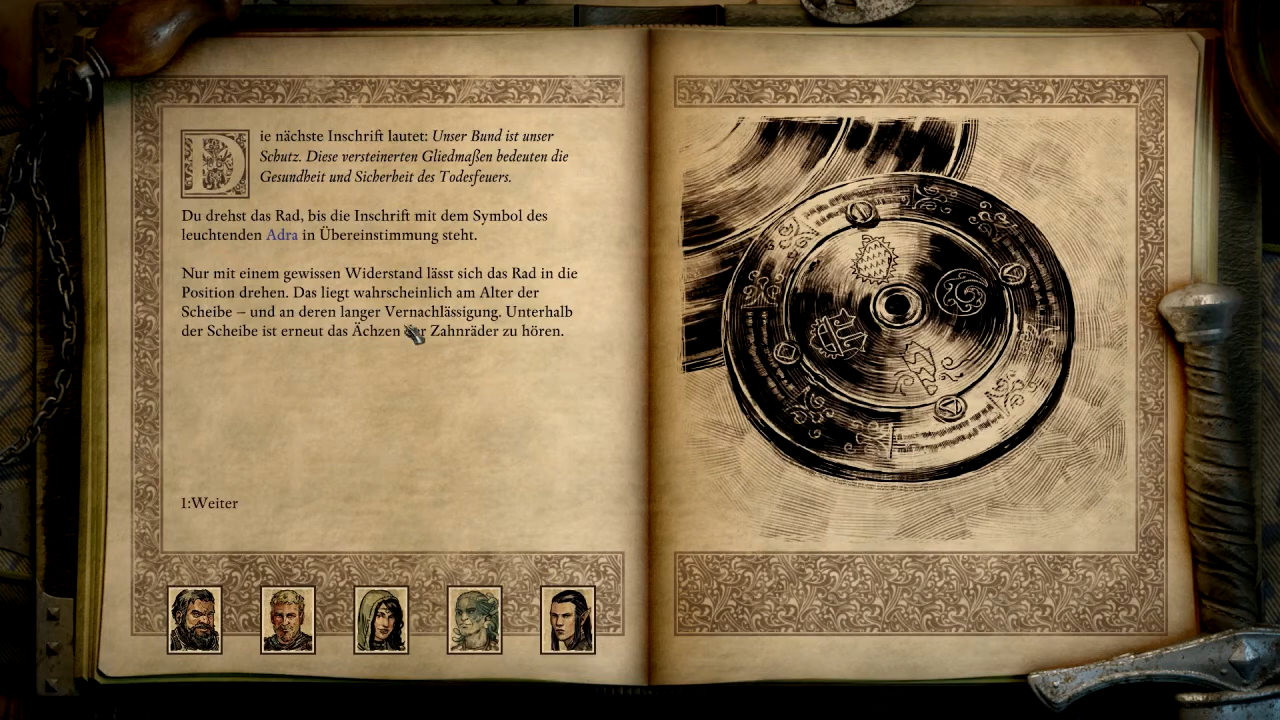 Die nächste Inschrift lautet: Unser Bund ist unser
Schutz. Diese versteinerten Gliedmaßen bedeuten die
Gesundheit und Sicherheit des Todesfeuers.
Du drehst das Rad, bis die Inschrift mit dem Symbol des
leuchtenden Adra in Übereinstimmung steht.
Nur mit einem gewissen Widerstand lässt sich das Rad in die
Position drehen. Das liegt wahrscheinlich am Alter der
Scheibe – und an deren langer Vernachlässigung. Unterhalb
der Scheibe ist erneut das Ächzen Zahnräder zu hören.
1:Weiter